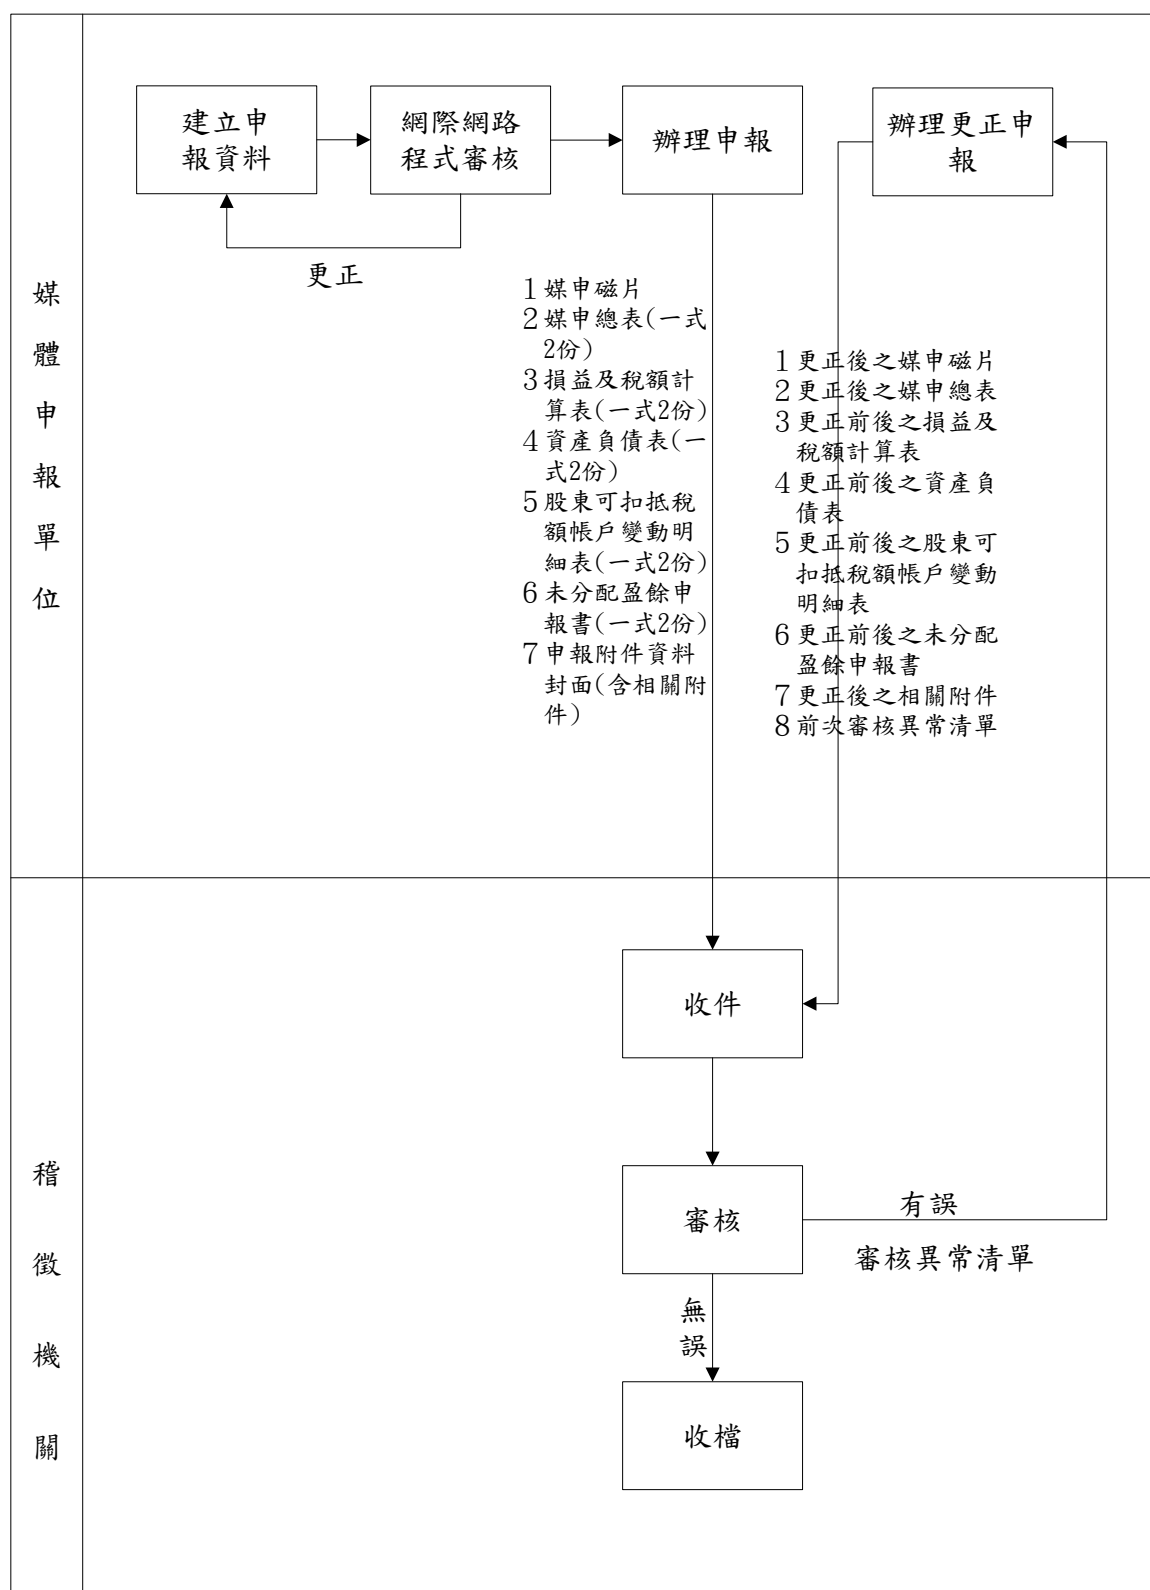 媒體申報單位
建立申
報資料
網際網路
程式審核
辦理申報
辦理更正申
報
更正
1 媒申磁片
2 媒申總表(一式
2份)
3 損益及稅額計
算表(一式2份)
4 資產負債表(一
式2份)
5 股東可扣抵稅
額帳戶變動明
細表(一式2份)
6 未分配盈餘申
報書(一式2份)
7 申報附件資料
封面(含相關附
件)
1 更正後之媒申磁片
2 更正後之媒申總表
3 更正前後之損益及
稅額計算表
4 更正前後之資產負
債表
5 更正前後之股東可
扣抵稅額帳戶變動
明細表
6 更正前後之未分配
盈餘申報書
7 更正後之相關附件
8 前次審核異常清單
稽徵機關
收件
審核
有誤
審核異常清單
無誤
收檔